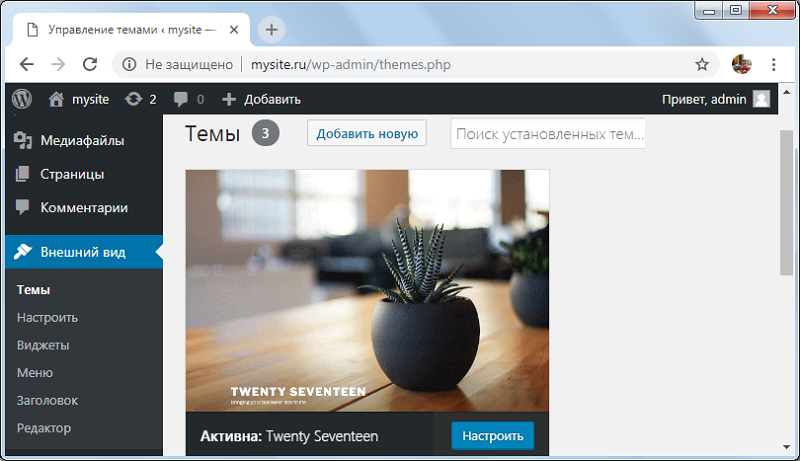 Управление темами ‹ mysite —
Не защищено mysite.ru/wp-admin/themes.php
mysite 2 0 Добавить Привет, admin
Медиафайлы
Страницы
Комментарии
Внешний вид
Темы
Настроить
Виджеты
Меню
Заголовок
Редактор
Темы 3 Добавить новую Поиск установленных тем...
TWENTY SEVENTEEN
Активна: Twenty Seventeen Настроить